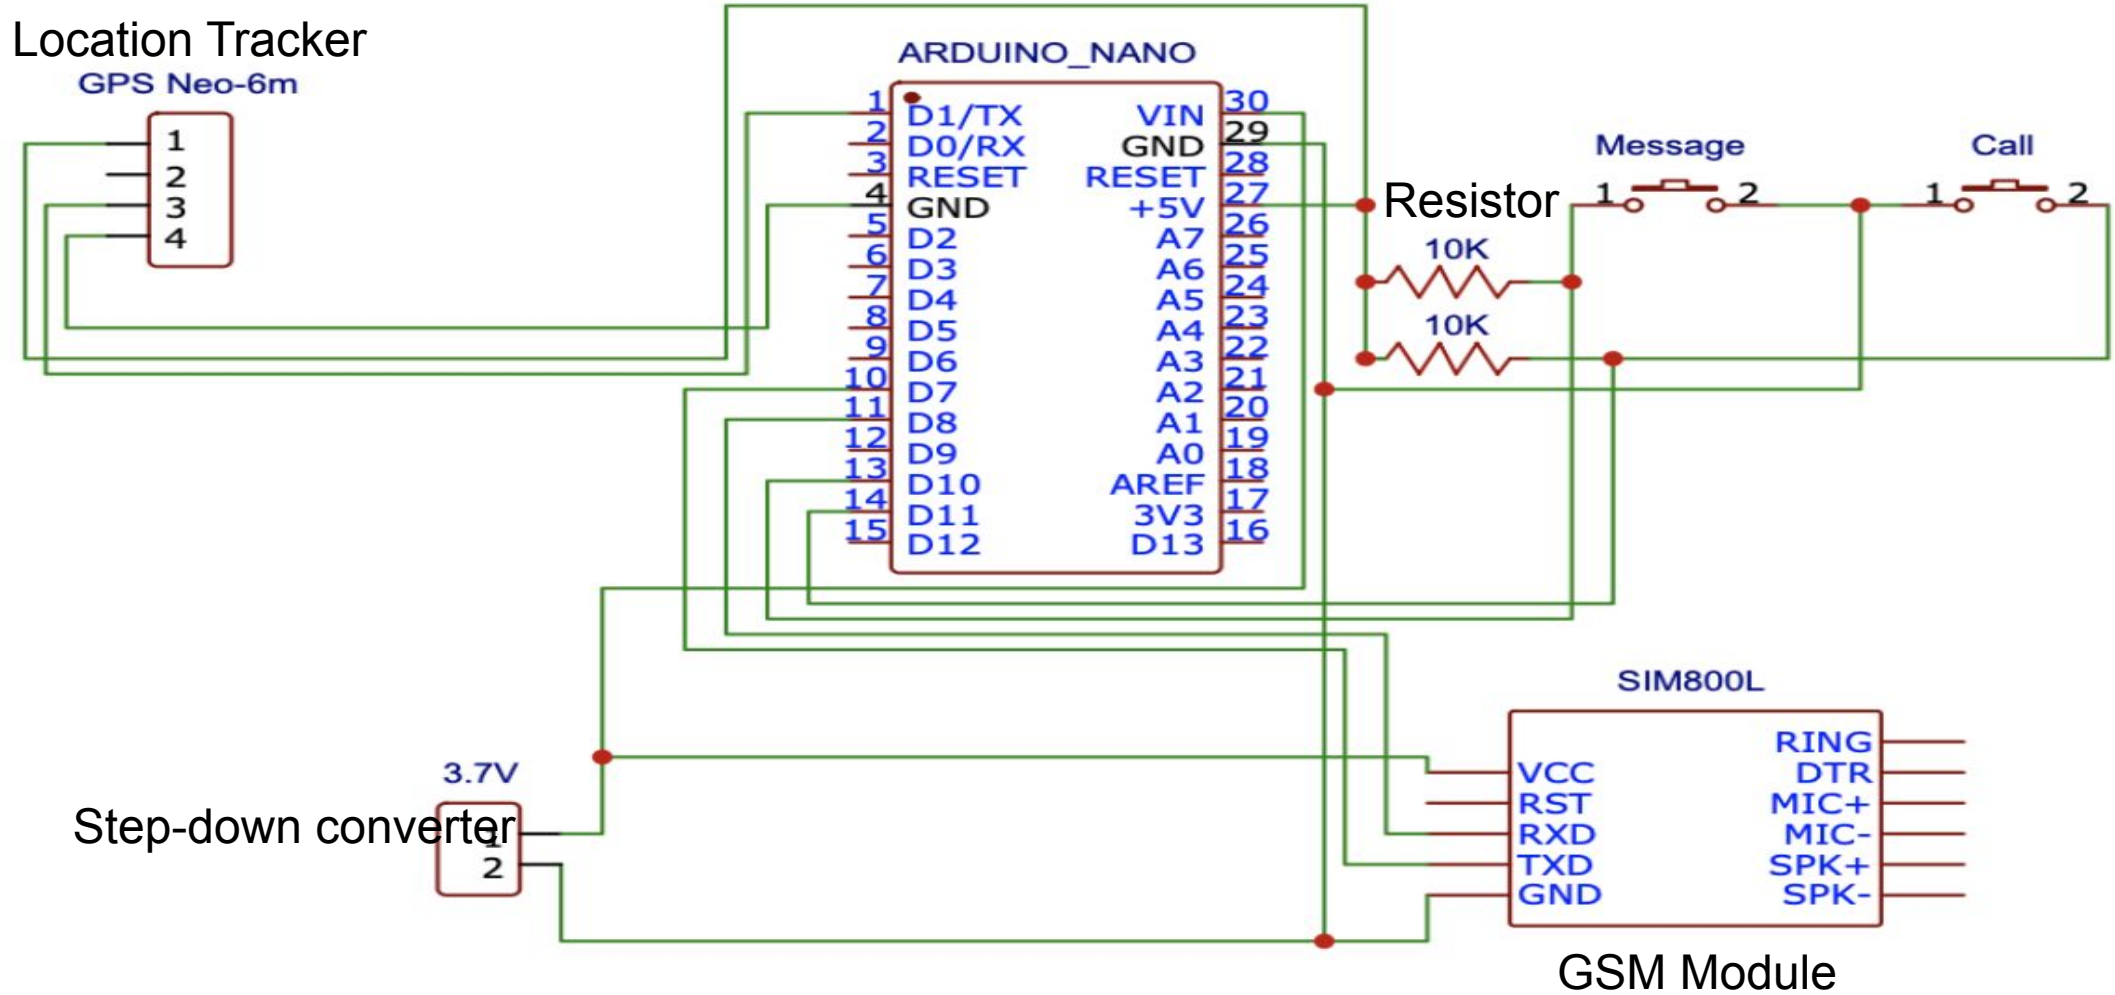 Location Tracker
GPS Neo-6m
1
2
3
4
ARDUINO_NANO
1 D1/TX VIN 30
2 D0/RX GND 29
3 RESET RESET 28
4 GND +5V 27
5 D2 A7 26
6 D3 A6 25
7 D4 A5 24
8 D5 A4 23
9 D6 A3 22
10 D7 A2 21
11 D8 A1 20
12 D9 A0 19
13 D10 AREF 18
14 D11 3V3 17
15 D12 D13 16
Message
1 2
Call
1 2
Resistor
10K
10K
3.7V
Step-down converter
1
2
SIM800L
VCC RING
RST DTR
RXD MIC+
TXD MIC-
GND SPK+
SPK-
GSM Module